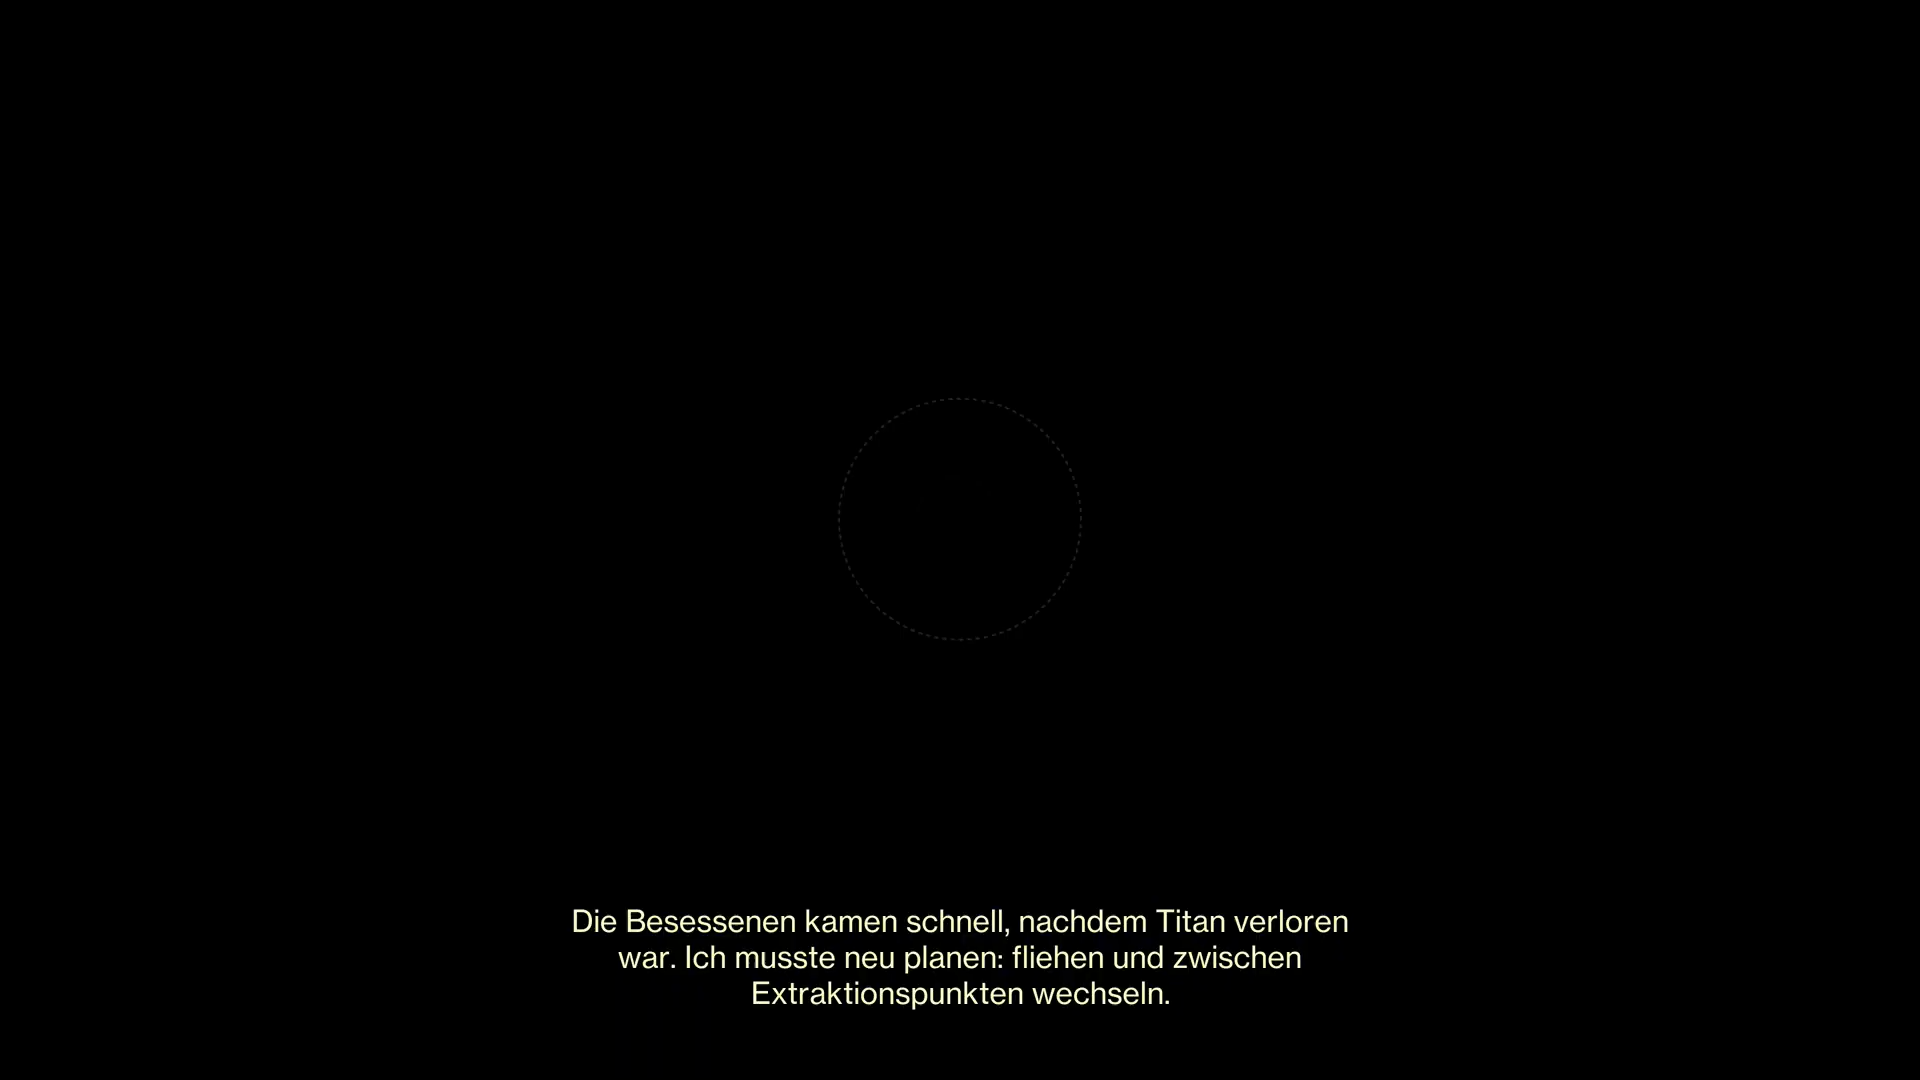 Die Besessenen kamen schnell, nachdem Titan verloren
war. Ich musste neu planen: fliehen und zwischen
Extraktionspunkten wechseln.